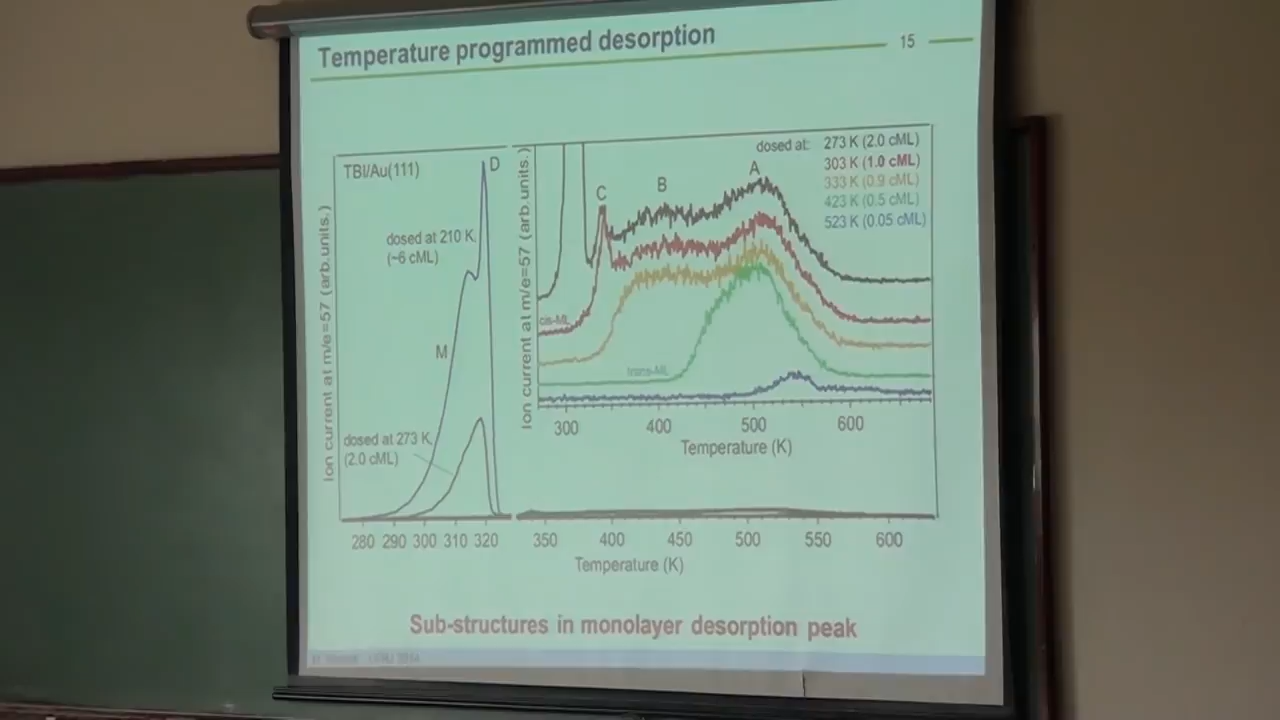 Temperature programmed desorption
15
TBI/Au(111)
D
dosed at 210 K,
(~6 cML)
M
dosed at 273 K,
(2.0 cML)
Ion current at m/e=57 (arb.units.)
280 290 300 310 320
Ion current at m/e=57 (arb.units.)
dosed at: 273 K (2.0 cML)
303 K (1.0 cML)
333 K (0.9 cML)
423 K (0.5 cML)
523 K (0.05 cML)
C
B
A
cis-ML
trans-ML
300 400 500 600
Temperature (K)
350 400 450 500 550 600
Temperature (K)
Sub-structures in monolayer desorption peak